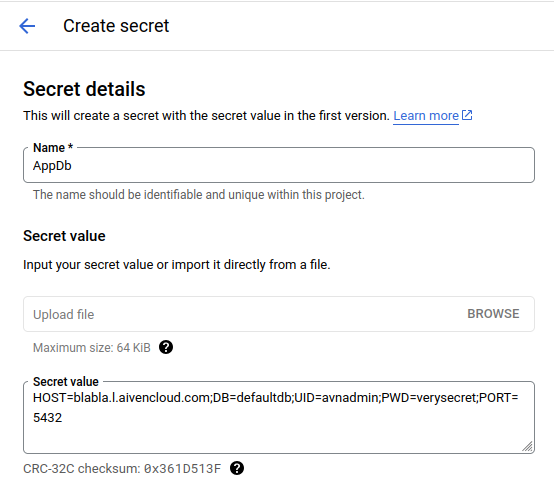 Create secret
Secret details
This will create a secret with the secret value in the first version. Learn more
Name *
AppDb
The name should be identifiable and unique within this project.
Secret value
Input your secret value or import it directly from a file.
Upload file BROWSE
Maximum size: 64 KiB ?
Secret value
HOST=blabla.l.aivencloud.com;DB=defaultdb;UID=avnadmin;PWD=verysecret;PORT=
5432
CRC-32C checksum: 0x361D513F ?